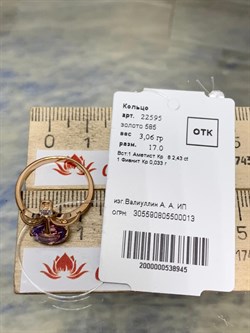 Кольцо
арт. 22595
золото 585
вес 3,06 гр
разм. 17.0
Вст:1 Аметист Кр 8 2,43 ct
1 Фианит Кр 0,033 г
ОТК
изг.Валиуллин А. А. ИП
ОГРН: 305590805500013
2000000538945